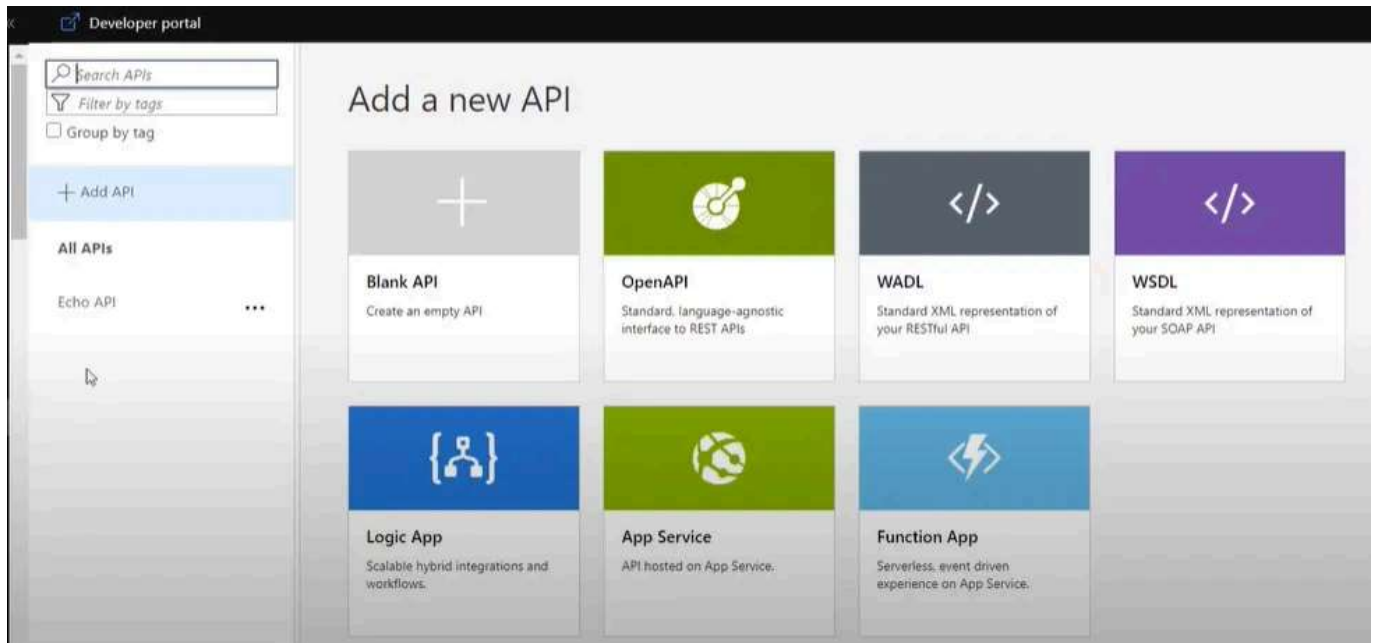 Developer portal
Search APIs
Filter by tags
Group by tag
+ Add API
All APIs
Echo API
...
Add a new API
Blank API
Create an empty API
OpenAPI
Standard, language-agnostic
interface to REST APIs
</>
WADL
Standard XML representation of
your RESTful API
</>
WSDL
Standard XML representation of
your SOAP API
Logic App
Scalable hybrid integrations and
workflows.
App Service
API hosted on App Service.
Function App
Serverless, event driven
experience on App Service.